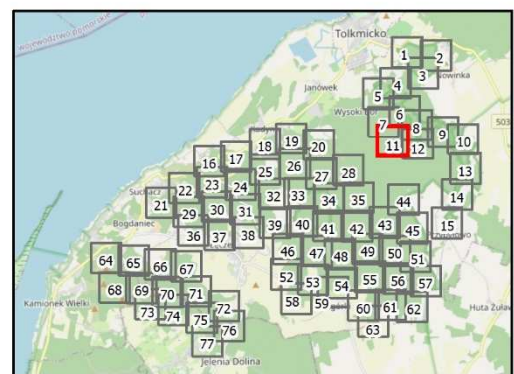 województwo pomorskie
Tolkmicko
1 2
3 Nowinka
Janówek 4
5
Wysoki Bór 6
7 8 9 503
11 12 10
18 19 20
16 17 26 13
25 27 28
Suchacz 22 23 24 14
21 32 33 34 35 44
29 30 31 15
Bogdaniec 39 40 41 42 43 45
36 37 38
46 47 48 49 50 51
64 65 66 67
52 53 54 55 56 57
68 69 70 71
Kamionek Wielki 58 59 60 61 62 Huta Żuławska
73 74 75 72
76 63
77
Jelenia Dolina